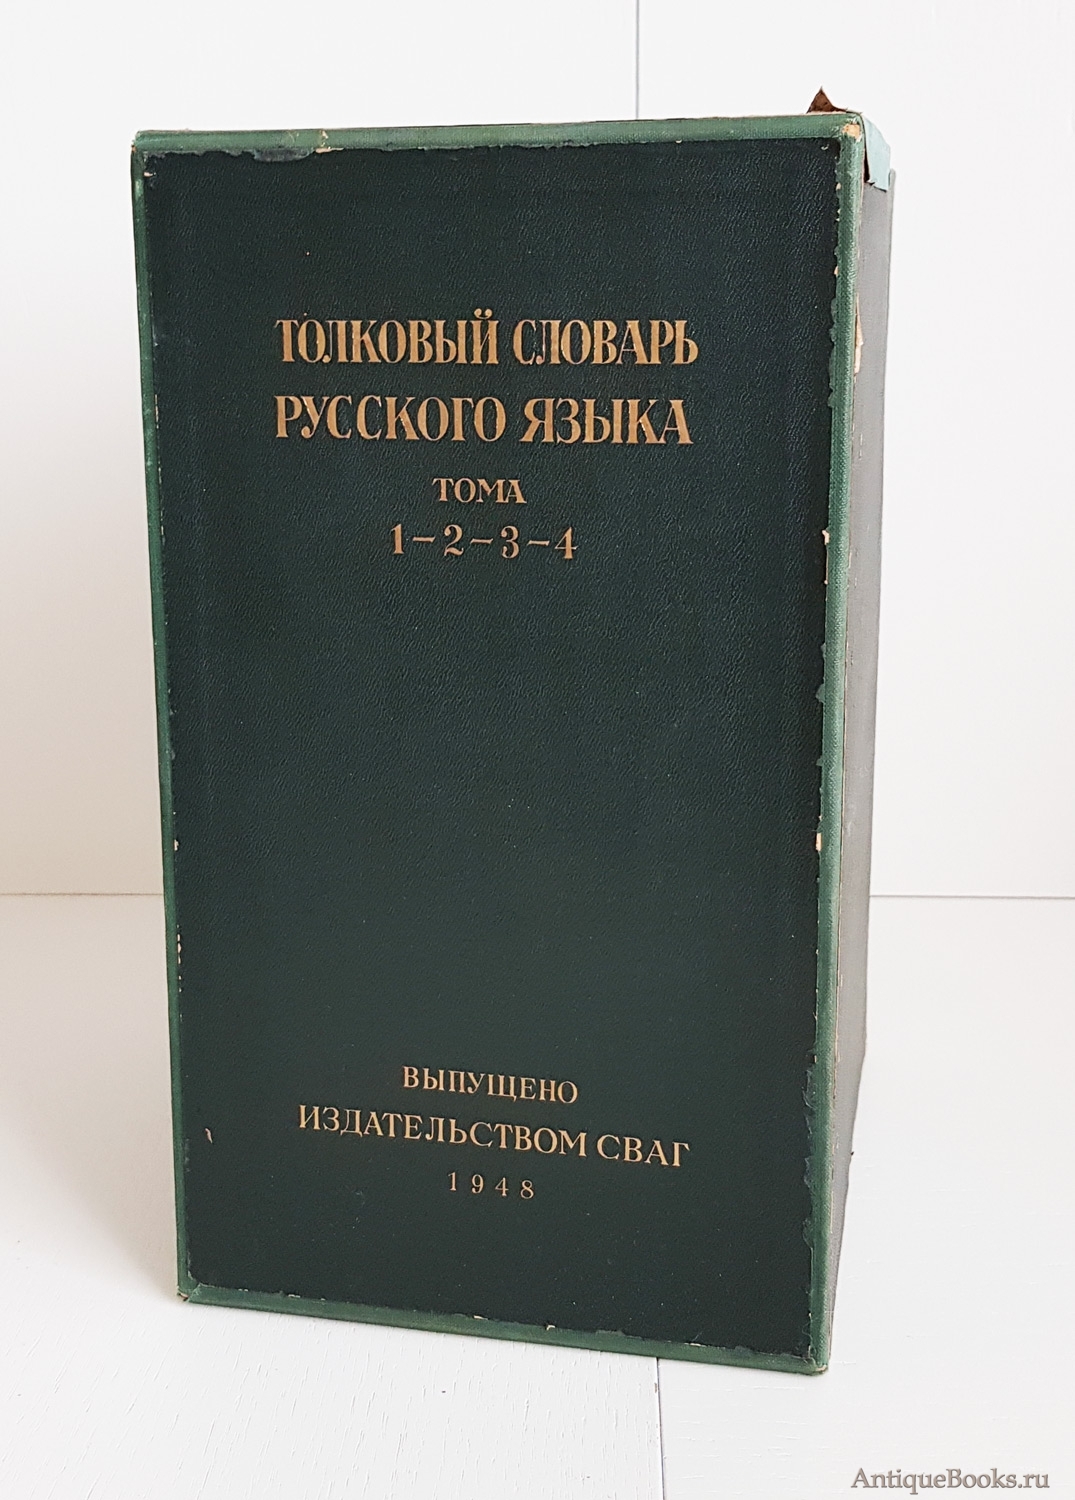 ТОЛКОВЫЙ СЛОВАРЬ
РУССКОГО ЯЗЫКА
ТОМА
1-2-3-4
ВЫПУЩЕНО
ИЗДАТЕЛЬСТВОМ СВАГ
1948
AntiqueBooks.ru